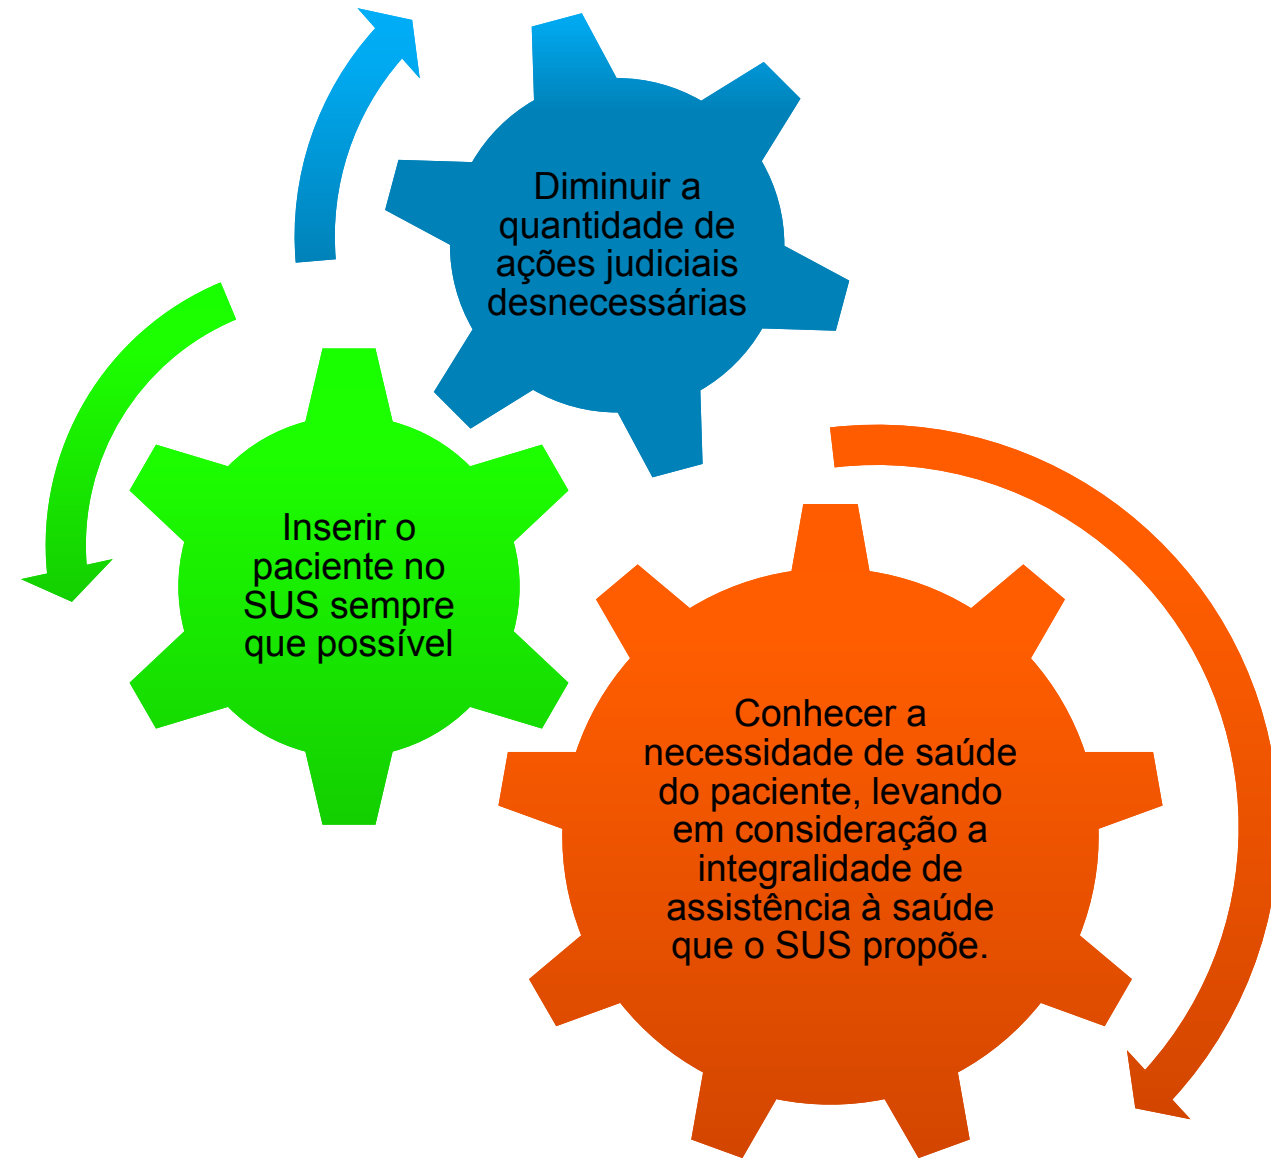 Diminuir a
quantidade de
ações judiciais
desnecessárias
Inserir o
paciente no
SUS sempre
que possível
Conhecer a
necessidade de saúde
do paciente, levando
em consideração a
integralidade de
assistência à saúde
que o SUS propõe.